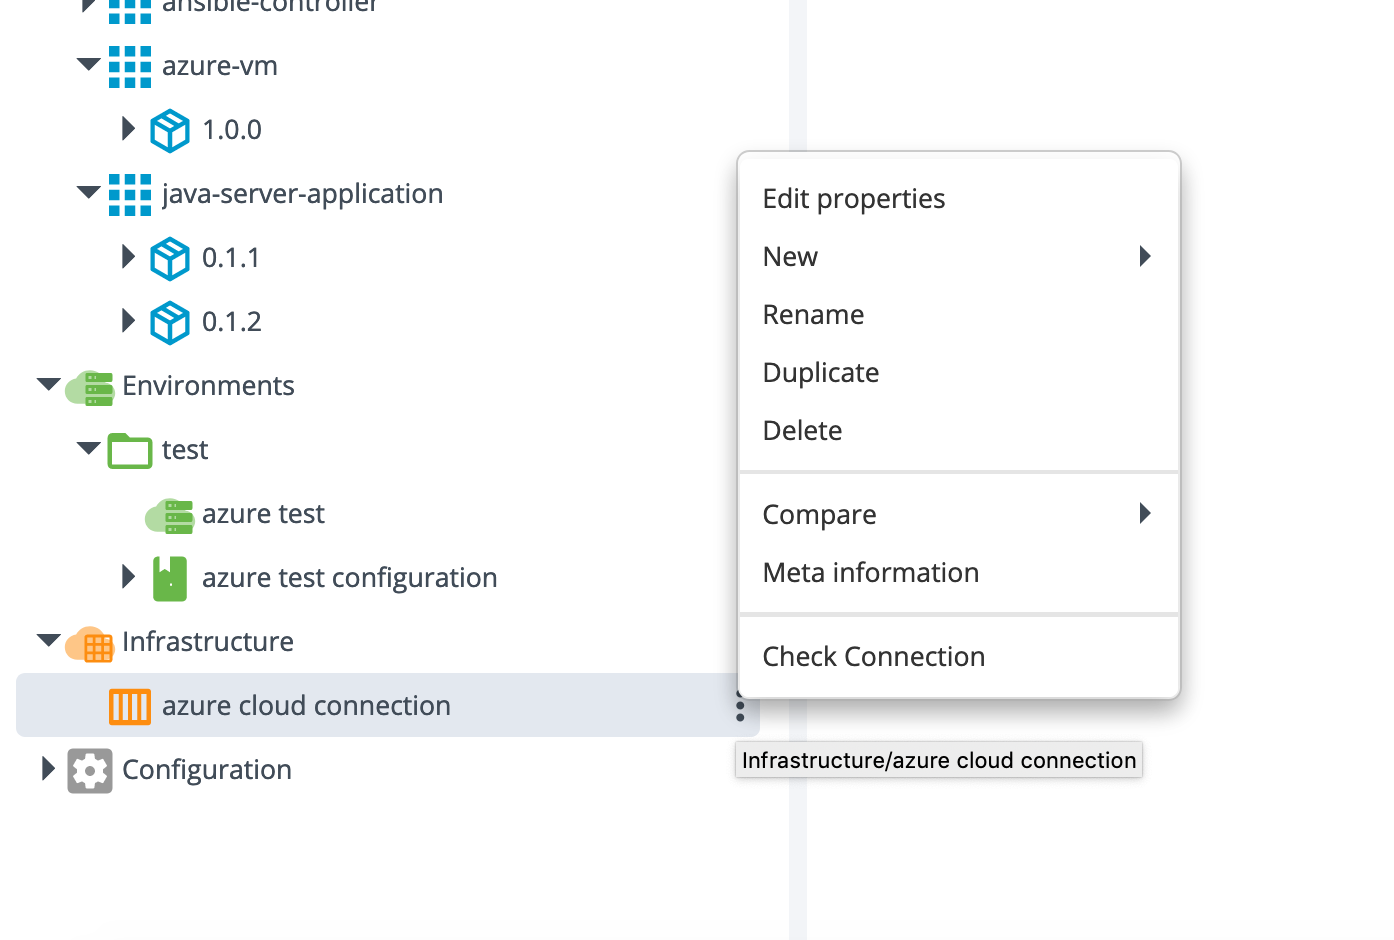 ansible-controller
azure-vm
1.0.0
java-server-application
0.1.1
0.1.2
Environments
test
azure test
azure test configuration
Infrastructure
azure cloud connection
Configuration
Edit properties
New
Rename
Duplicate
Delete
Compare
Meta information
Check Connection
Infrastructure/azure cloud connection